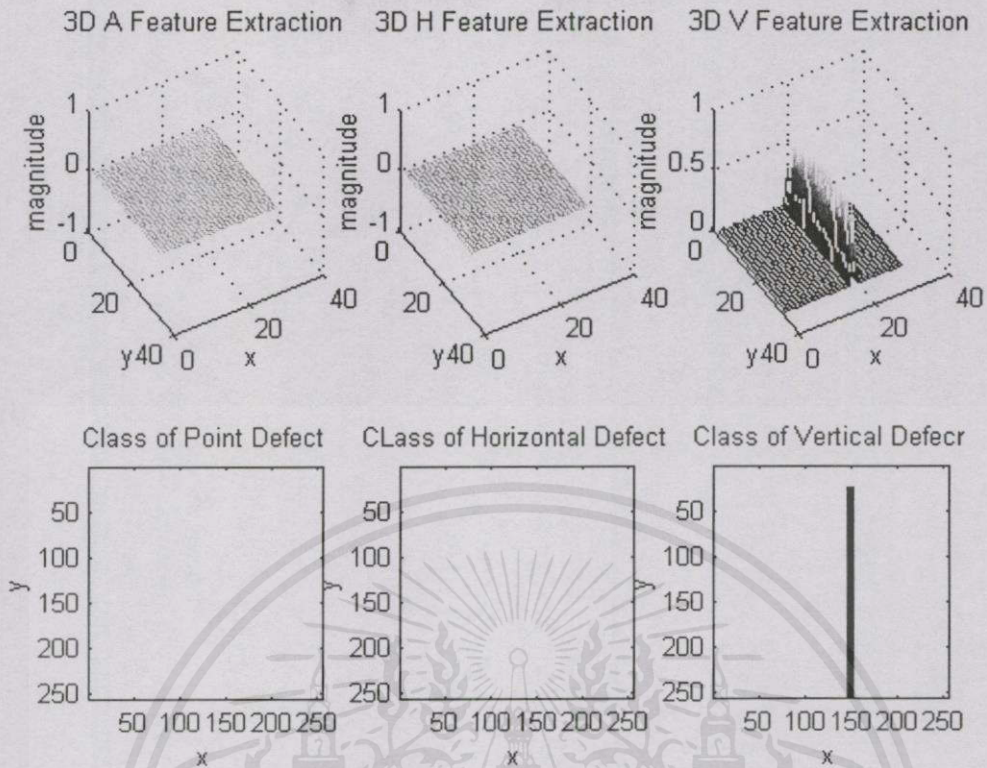 3D A Feature Extraction
3D H Feature Extraction
3D V Feature Extraction
magnitude
1
0
-1
0
20
y40
0
x
20
40
magnitude
1
0
-1
0
20
y40
0
x
20
40
magnitude
1
0.5
0
0
20
y40
0
x
20
40
Class of Point Defect
CLass of Horizontal Defect
Class of Vertical Defecr
y
50
100
150
200
250
50 100 150 200 250
x
y
50
100
150
200
250
50 100 150 200 250
x
y
50
100
150
200
250
50 100 150 200 250
x